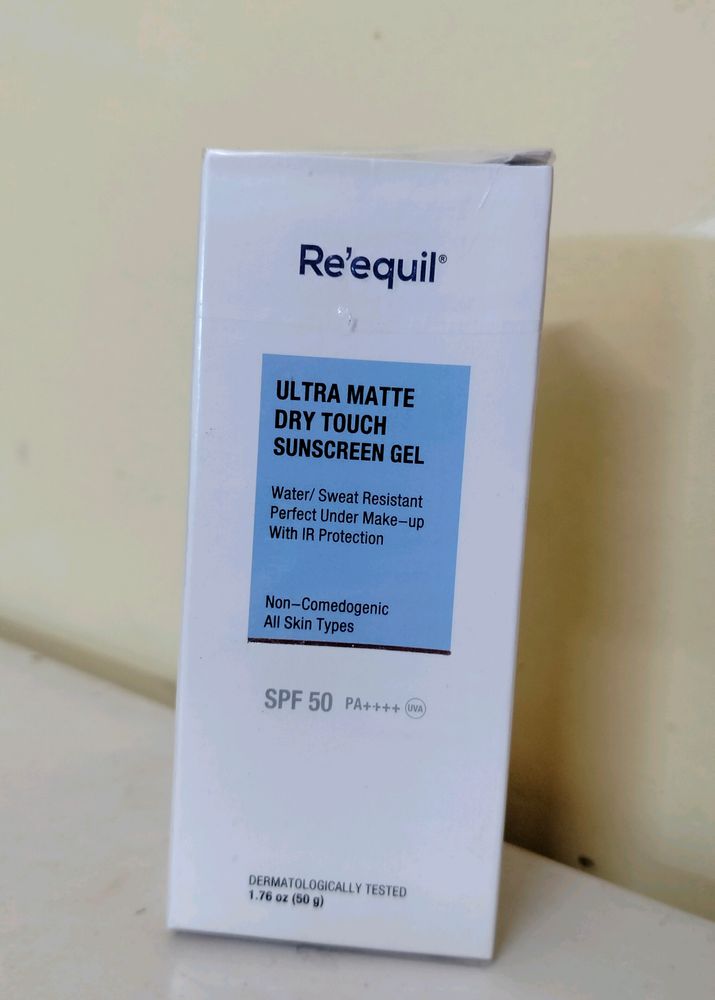 Re'equil®
ULTRA MATTE
DRY TOUCH
SUNSCREEN GEL
Water/ Sweat Resistant
Perfect Under Make-up
With IR Protection
Non-Comedogenic
All Skin Types
SPF 50 PA++++ UVA
DERMATOLOGICALLY TESTED
1.76 oz (50 g)